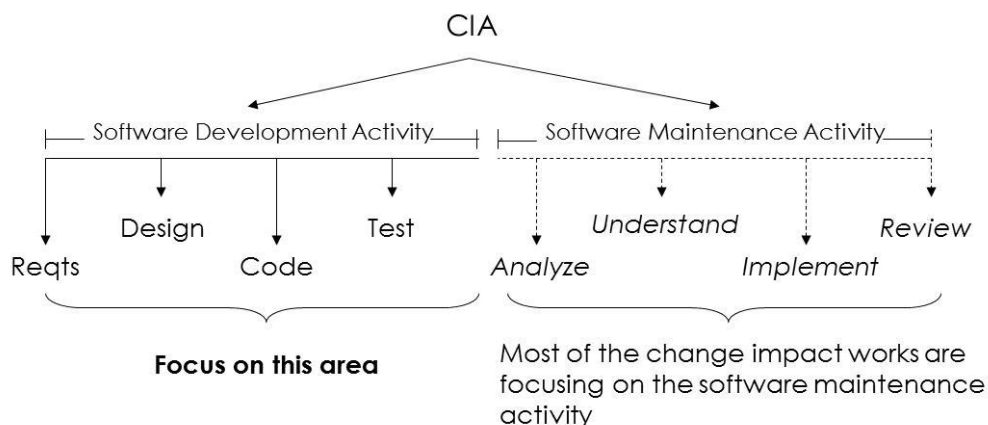 CIA
Software Development Activity
Software Maintenance Activity
Design
Test
Understand
Review
Reqts
Code
Analyze
Implement
Focus on this area
Most of the change impact works are
focusing on the software maintenance
activity